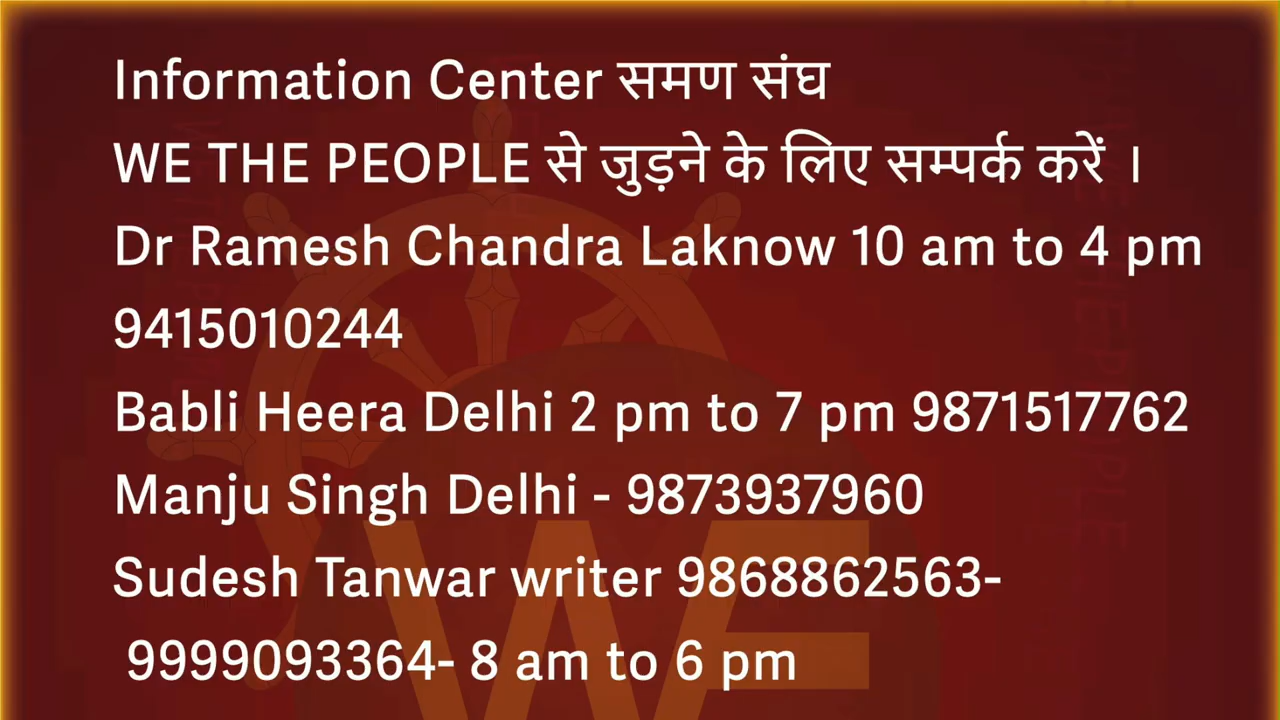 Information Center समण संघ
WE THE PEOPLE से जुड़ने के लिए सम्पर्क करें ।
Dr Ramesh Chandra Laknow 10 am to 4 pm
9415010244
Babli Heera Delhi 2 pm to 7 pm 9871517762
Manju Singh Delhi - 9873937960
Sudesh Tanwar writer 9868862563-
9999093364- 8 am to 6 pm
WE